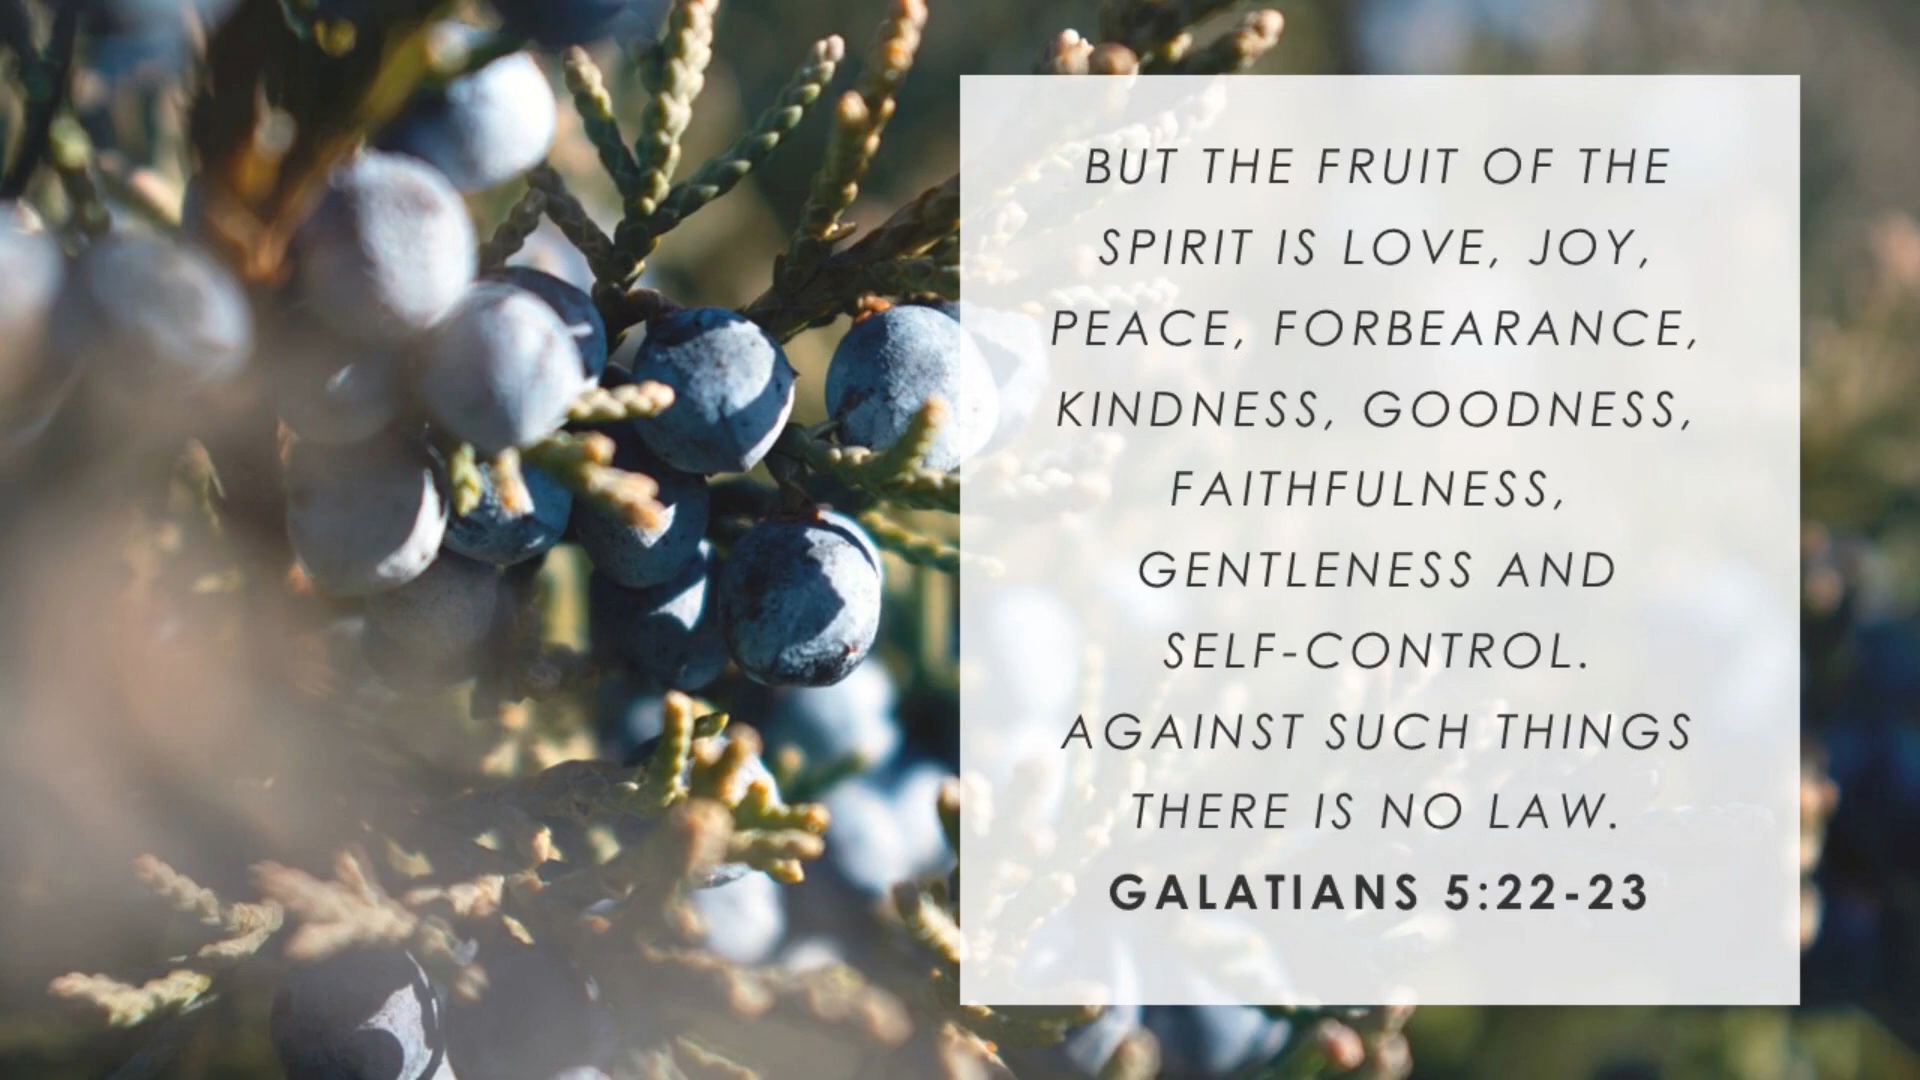 BUT THE FRUIT OF THE
SPIRIT IS LOVE, JOY,
PEACE, FORBEARANCE,
KINDNESS, GOODNESS,
FAITHFULNESS,
GENTLENESS AND
SELF-CONTROL.
AGAINST SUCH THINGS
THERE IS NO LAW.
GALATIANS 5:22-23